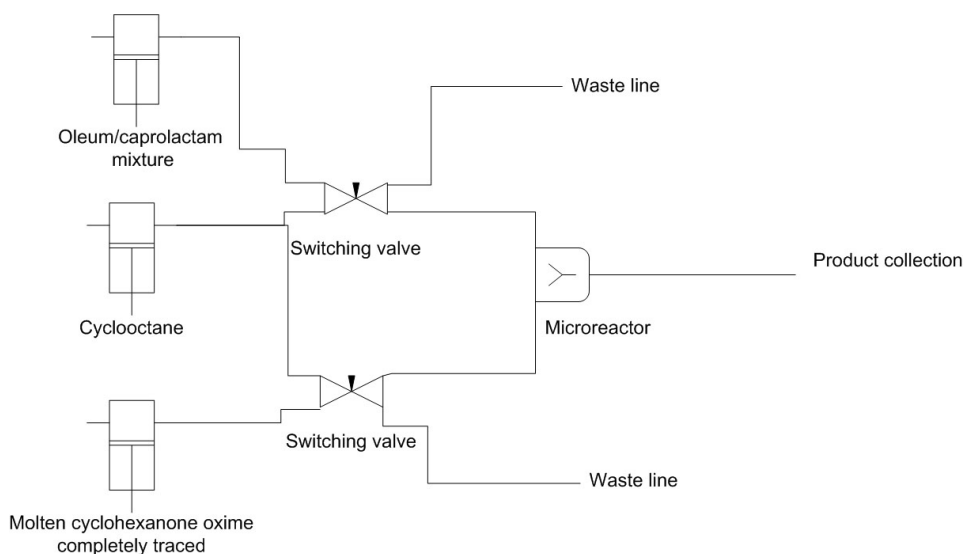 Oleum/caprolactam
mixture
Waste line
Switching valve
Cyclooctane
Product collection
Microreactor
Switching valve
Waste line
Molten cyclohexanone oxime
completely traced